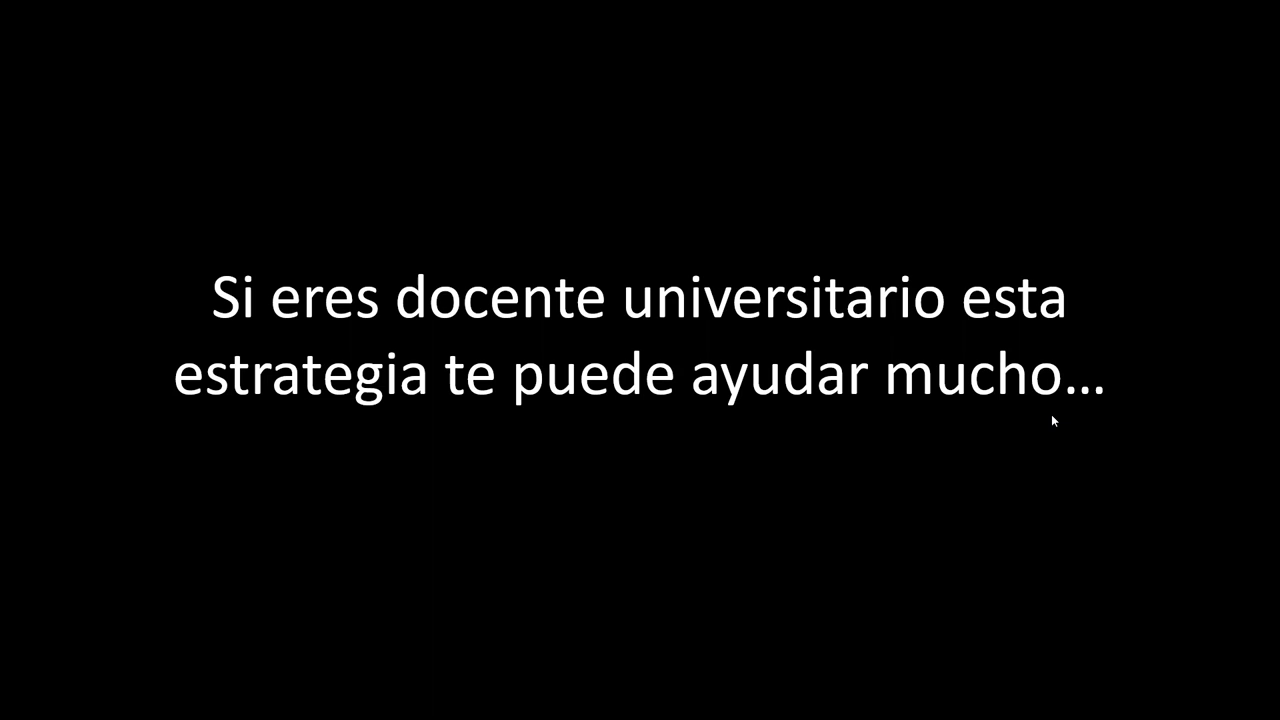 Si eres docente universitario esta
estrategia te puede ayudar mucho…